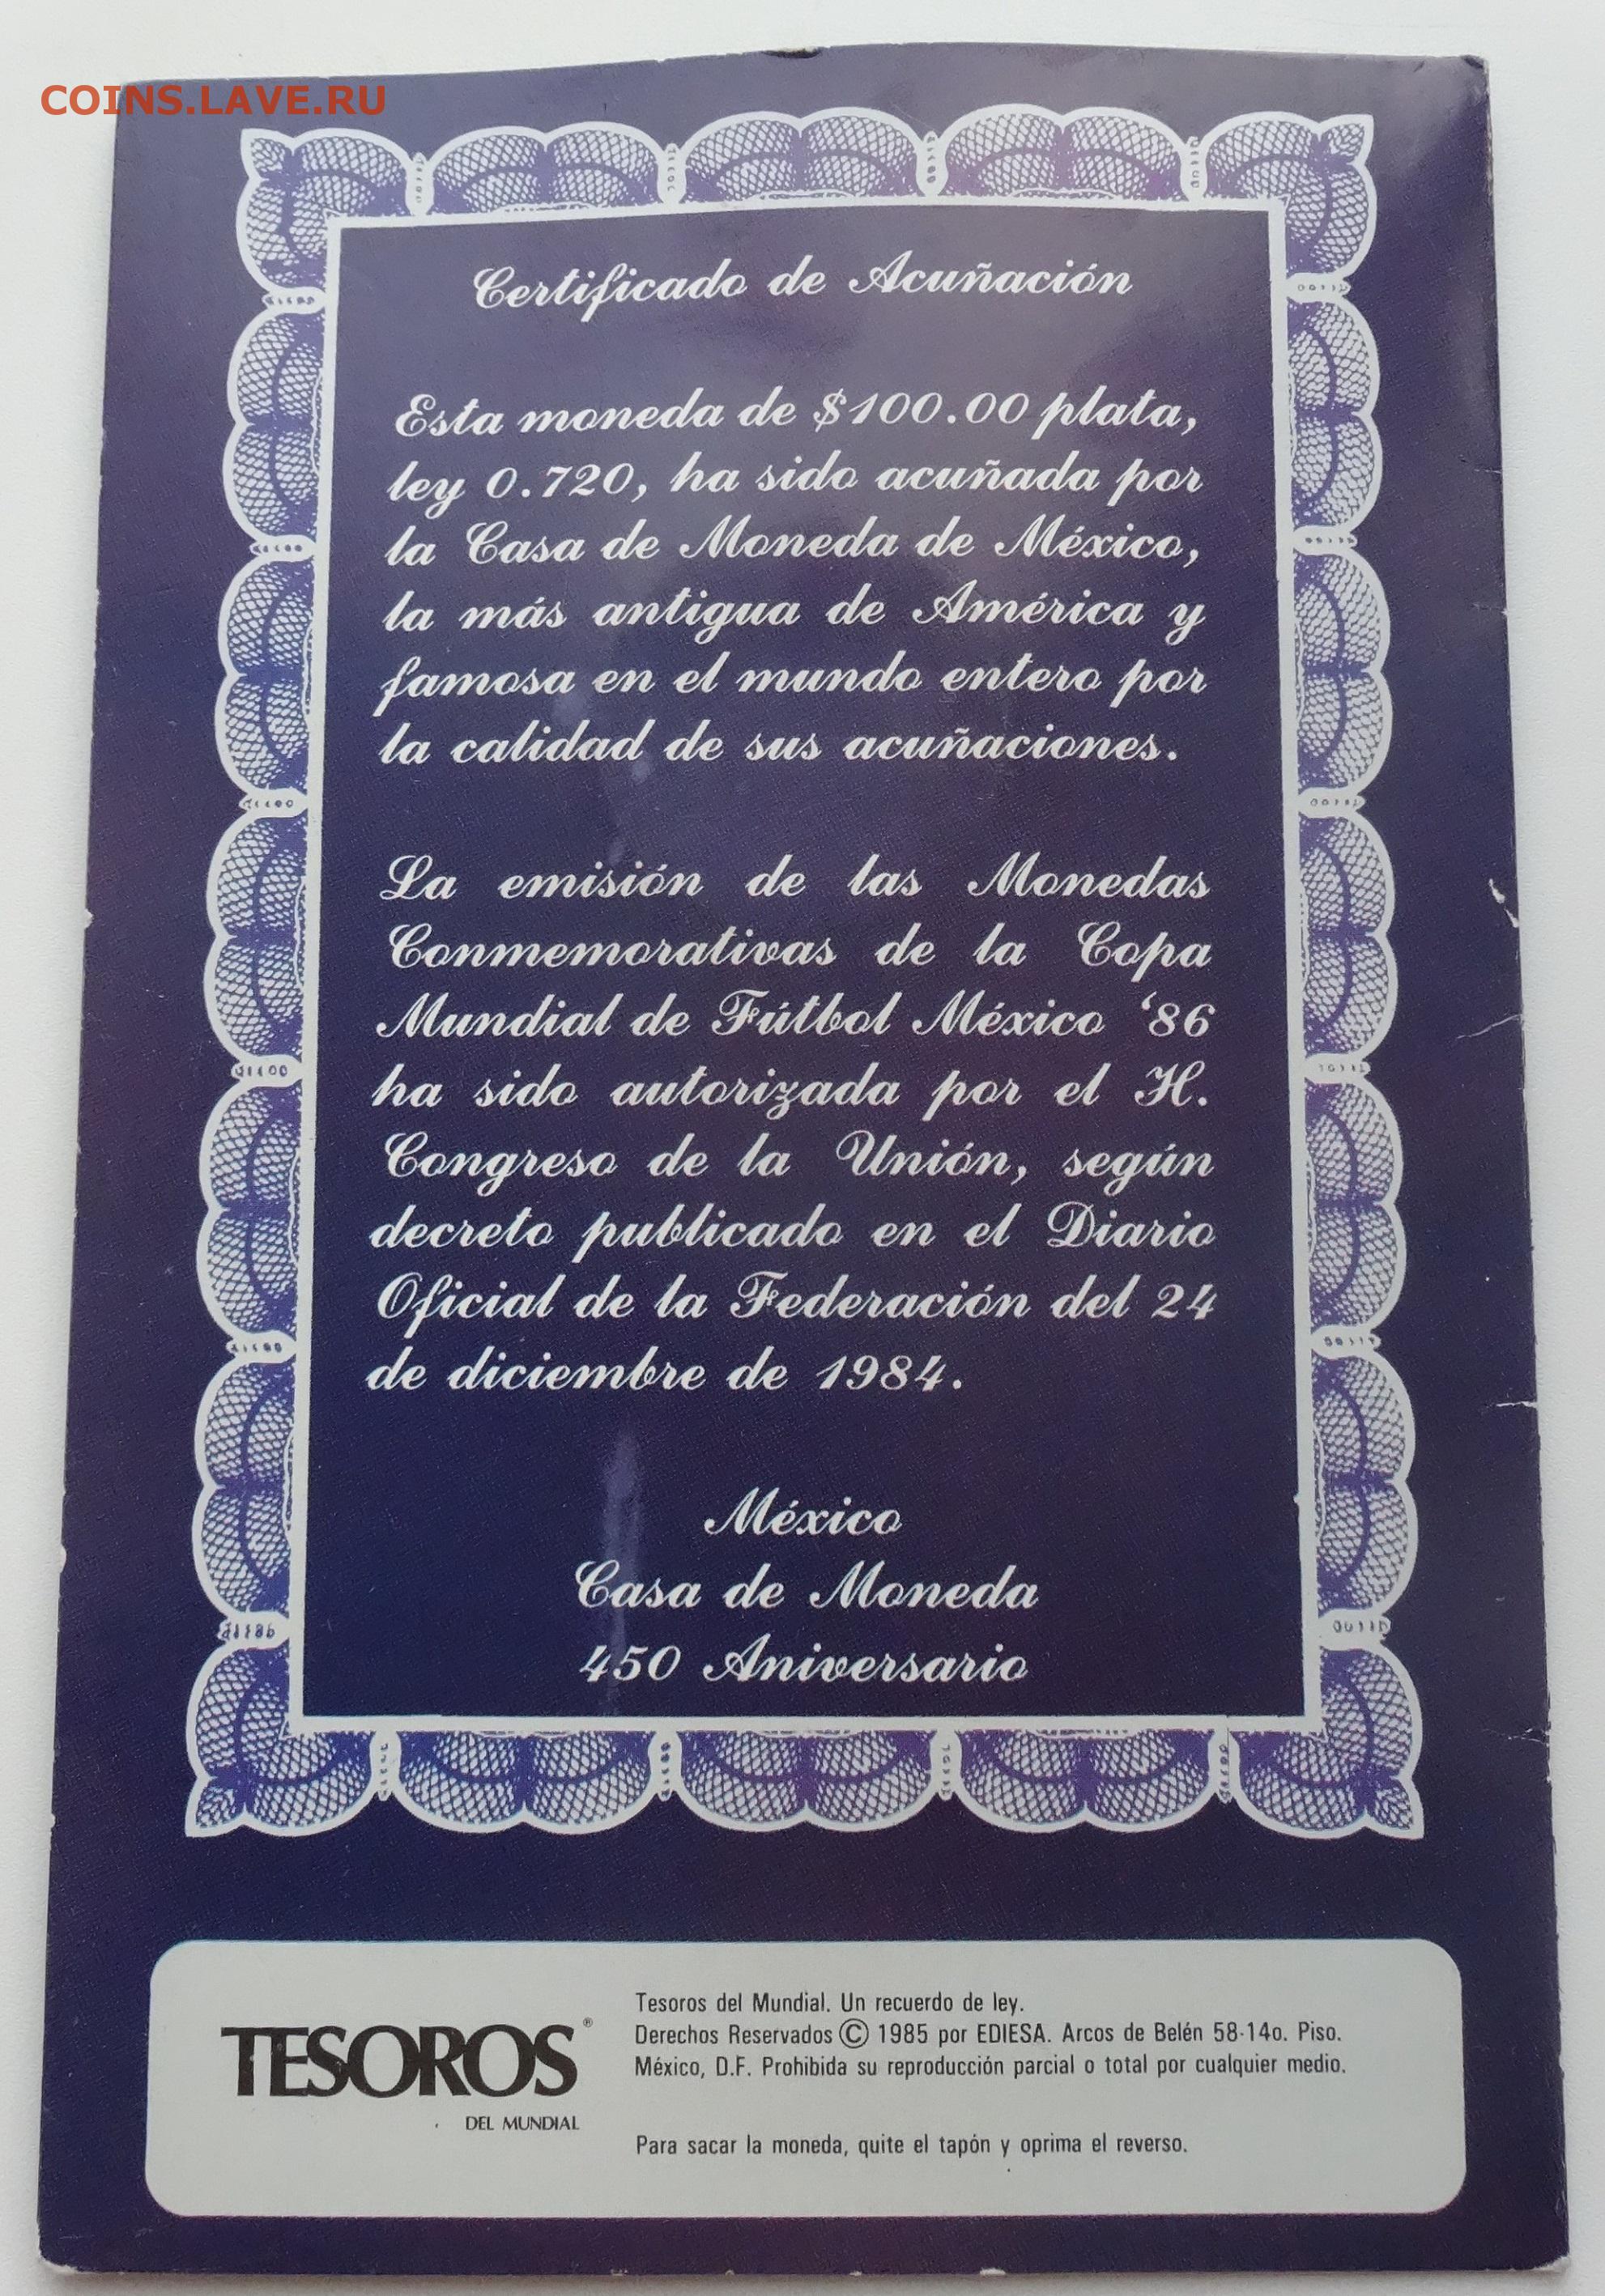 COINS.LAVE.RU
Certificado de Acuñación
Esta moneda de $100.00 plata,
ley 0.720, ha sido acuñada por
la Casa de Moneda de México,
la más antigua de América y
famosa en el mundo entero por
la calidad de sus acuñaciones.
La emisión de las Monedas
Conmemorativas de la Copa
Mundial de Fútbol México ‘86
ha sido autorizada por el H.
Congreso de la Unión, según
decreto publicado en el Diario
Oficial de la Federación del 24
de diciembre de 1984.
México
Casa de Moneda
450 Aniversario
TESOROS®
DEL MUNDIAL
Tesoros del Mundial. Un recuerdo de ley.
Derechos Reservados © 1985 por EDIESA. Arcos de Belén 58-14o. Piso.
México, D.F. Prohibida su reproducción parcial o total por cualquier medio.
Para sacar la moneda, quite el tapón y oprima el reverso.